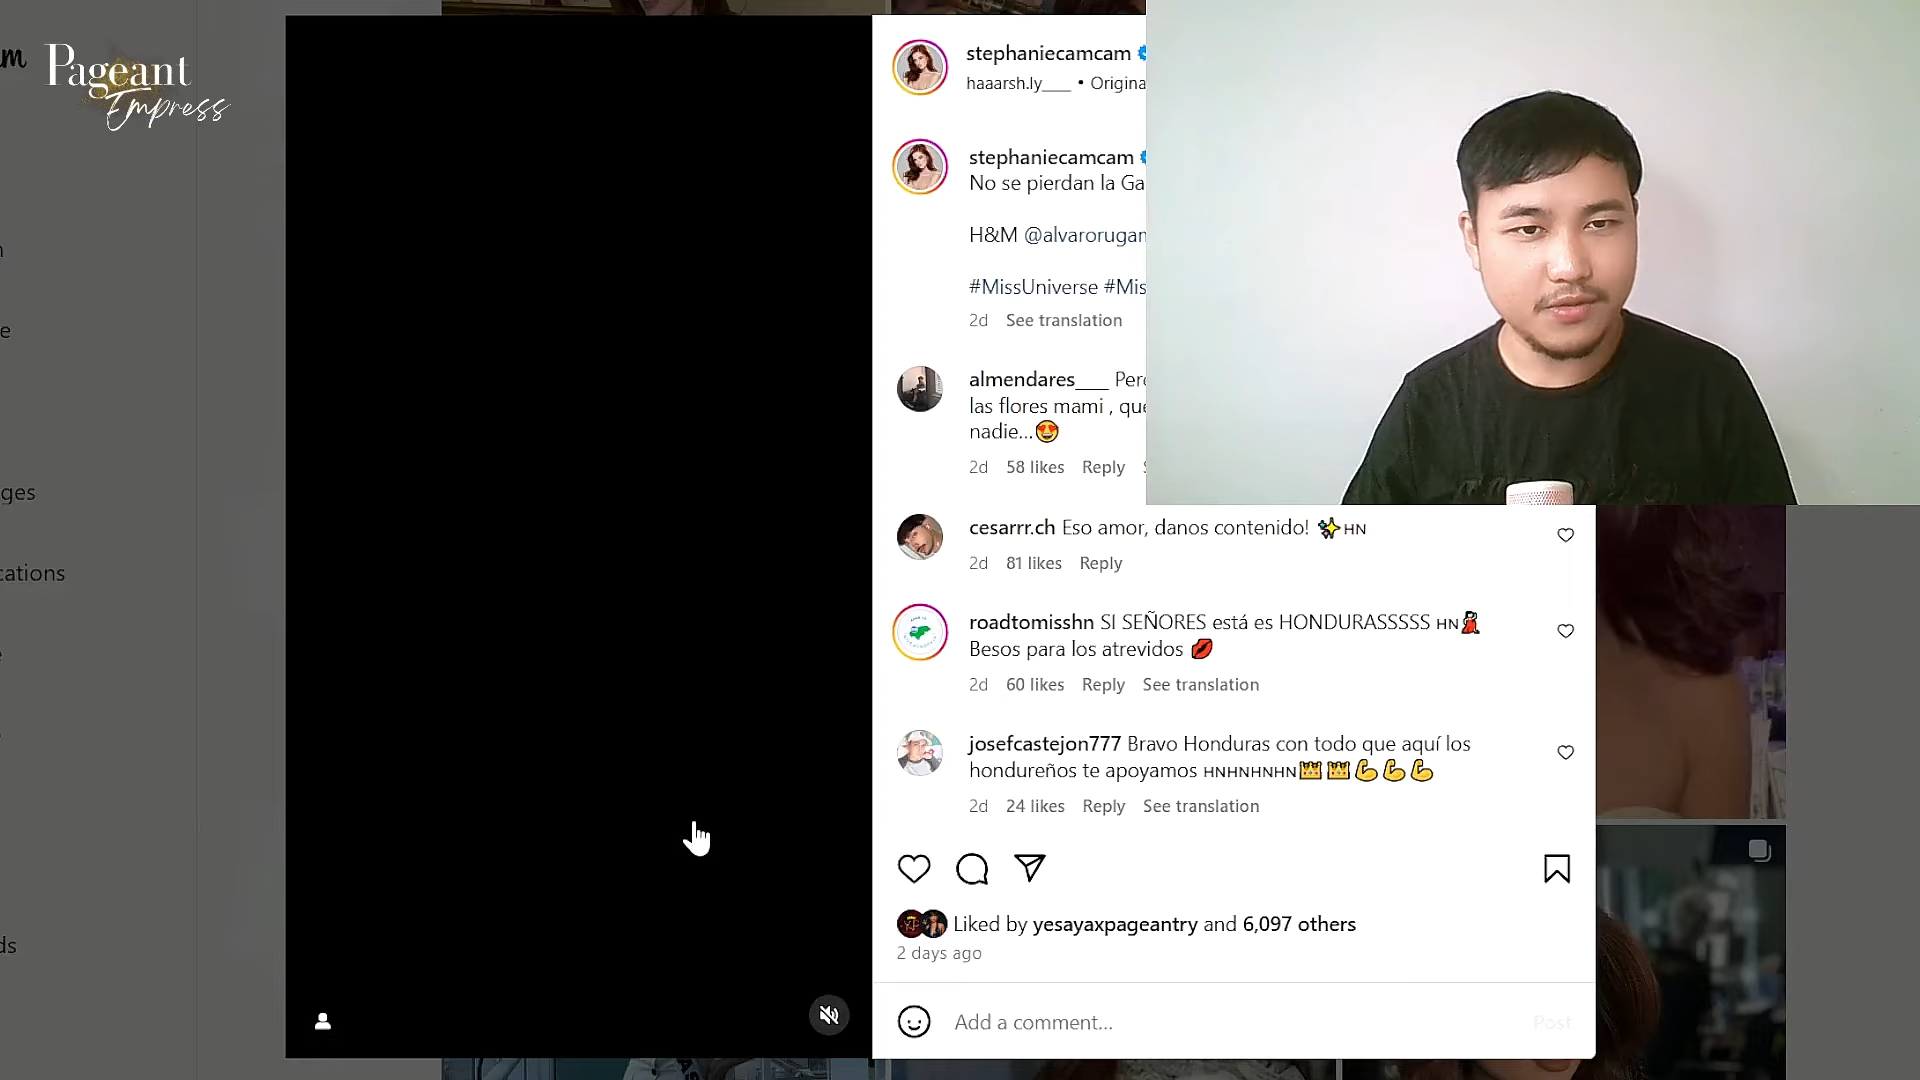 m
Pageant
Empress
ges
cations
ds
stephaniecamcam
haaarsh.ly___ • Origina
stephaniecamcam
No se pierdan la Ga
H&M @alvarorugam
#MissUniverse #Mis
2d See translation
almendares___ Pero
las flores mami , que
nadie...😍
2d 58 likes Reply
cesarrr.ch Eso amor, danos contenido! ✨HN
2d 81 likes Reply
roadtomisshn SI SEÑORES está es HONDURASSSSS HN💃
Besos para los atrevidos 💋
2d 60 likes Reply See translation
josefcastejon777 Bravo Honduras con todo que aquí los
hondureños te apoyamos HNHNHNHN👑👑💪💪💪
2d 24 likes Reply See translation
Liked by yesayaxpageantry and 6,097 others
2 days ago
Add a comment...
Post